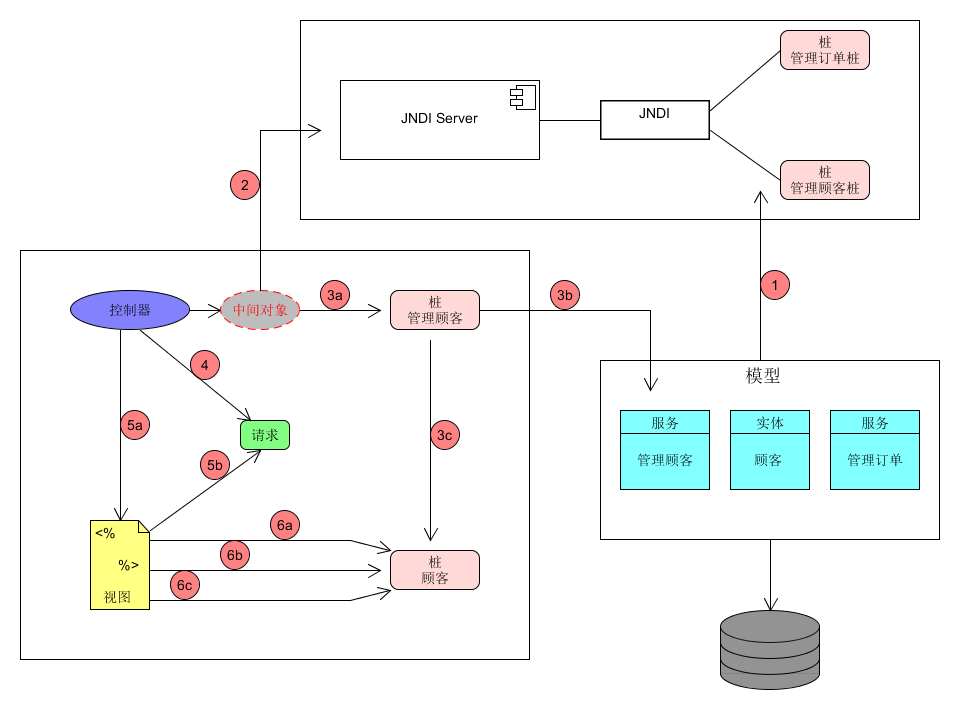 桩
管理订单桩
JNDI Server
JNDI
桩
管理顾客桩
2
1
控制器
中间对象
3a
桩
管理顾客
3b
4
5a
请求
3c
5b
模型
服务
管理顾客
实体
顾客
服务
管理订单
<%
%>
视图
6a
6b
6c
桩
顾客